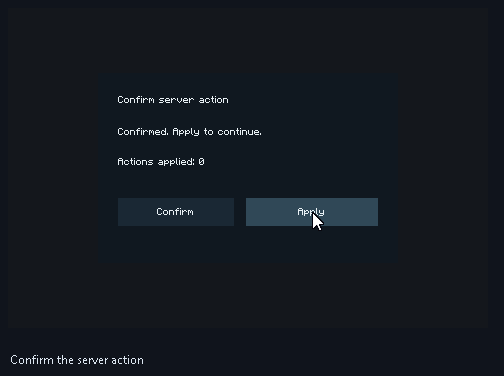 Confirm server action
Confirmed. Apply to continue.
Actions applied: 0
Confirm
Apply
Confirm the server action